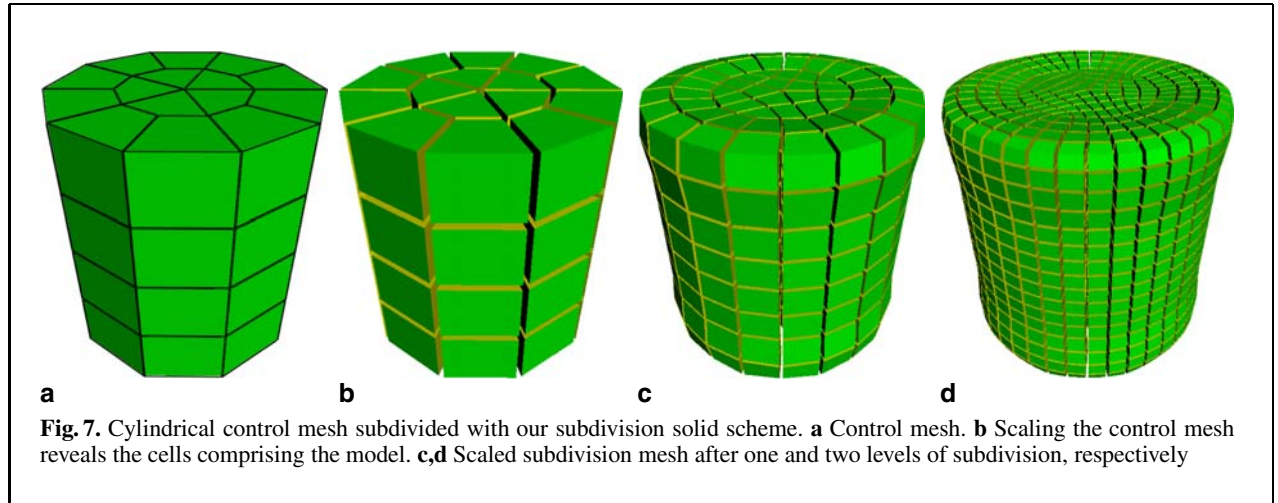 a b c d
Fig. 7. Cylindrical control mesh subdivided with our subdivision solid scheme. a Control mesh. b Scaling the control mesh
reveals the cells comprising the model. c,d Scaled subdivision mesh after one and two levels of subdivision, respectively